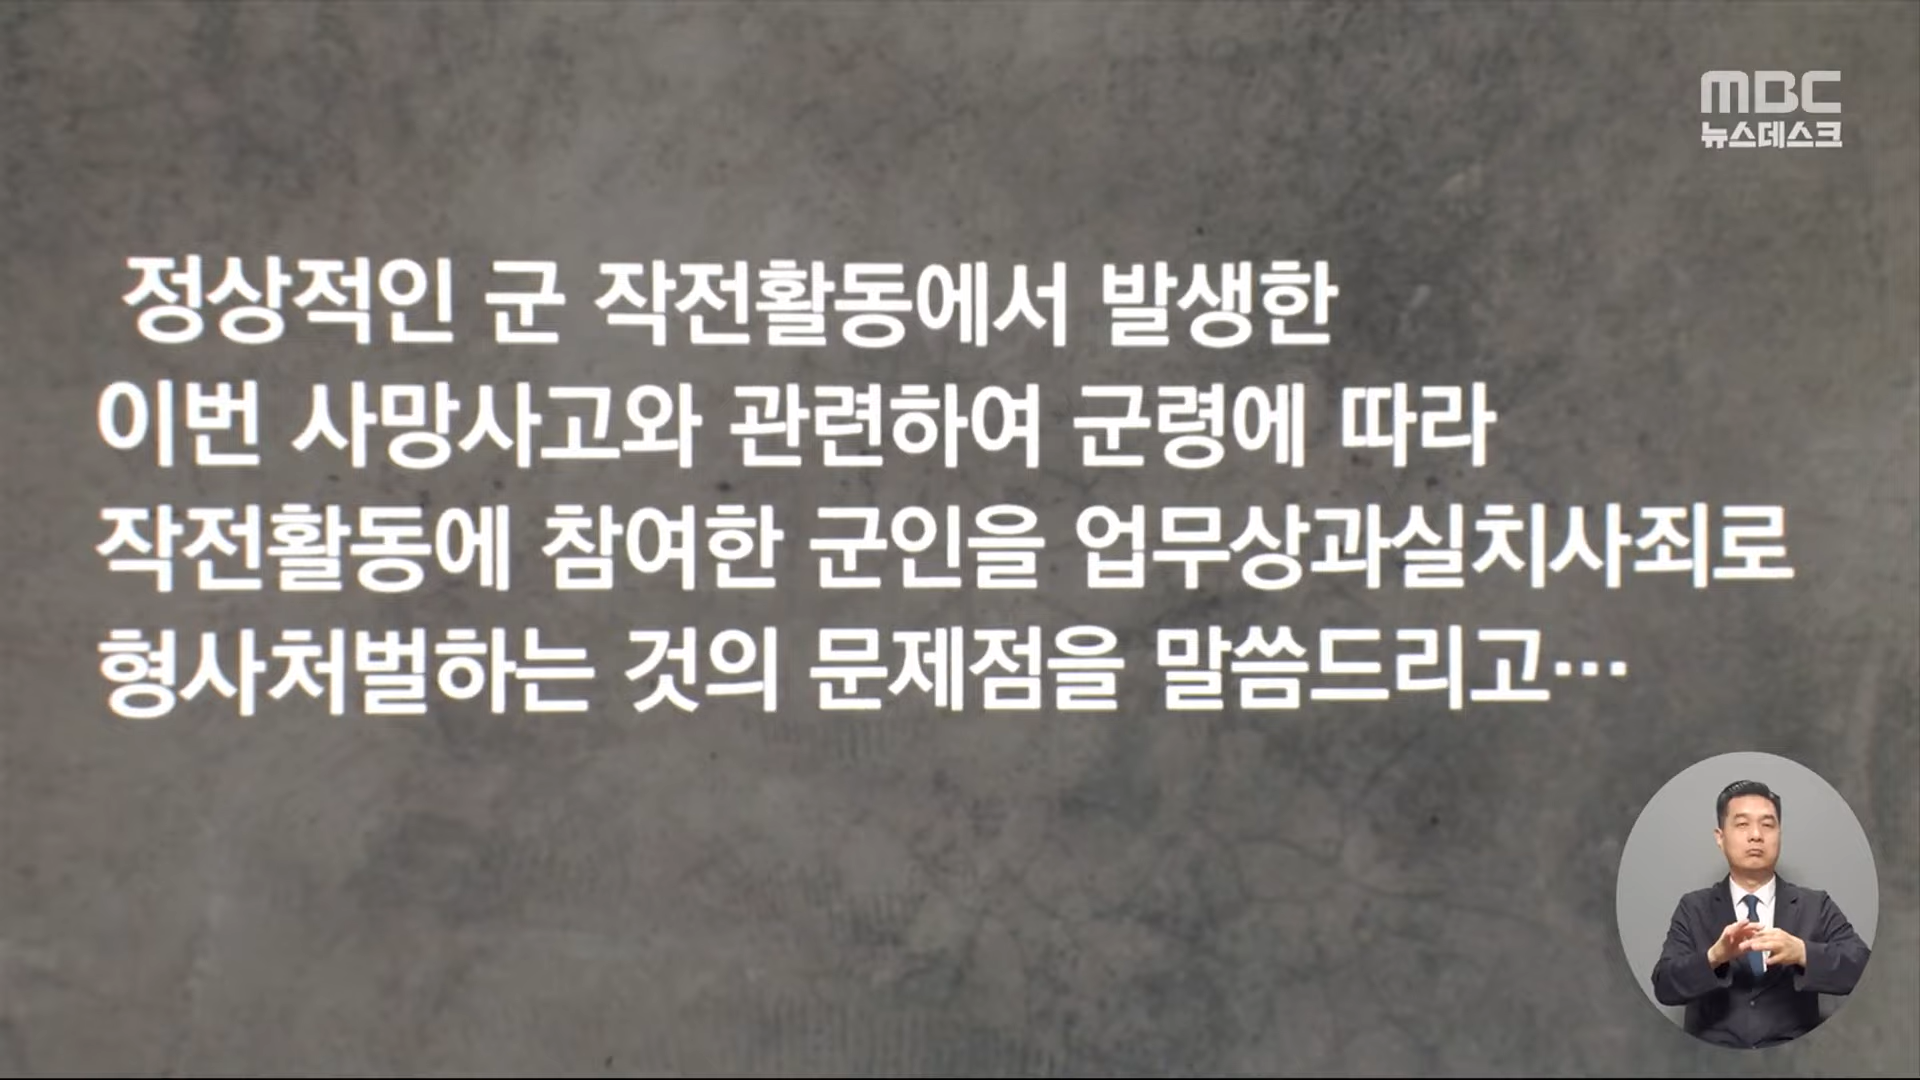 MBC
뉴스데스크
정상적인 군 작전활동에서 발생한
이번 사망사고와 관련하여 군령에 따라
작전활동에 참여한 군인을 업무상과실치사죄로
형사처벌하는 것의 문제점을 말씀드리고…